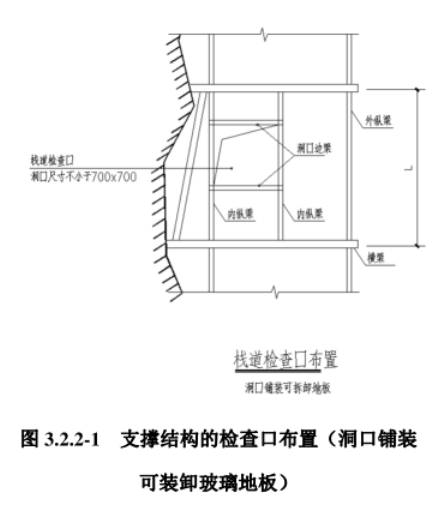 外纵梁
洞口边梁
栈道检查口
洞口尺寸不小于700x700
L
内纵梁
内纵梁
横梁
栈道检查口布置
洞口铺装可拆卸地板
图 3.2.2-1 支撑结构的检查口布置（洞口铺装
可装卸玻璃地板）